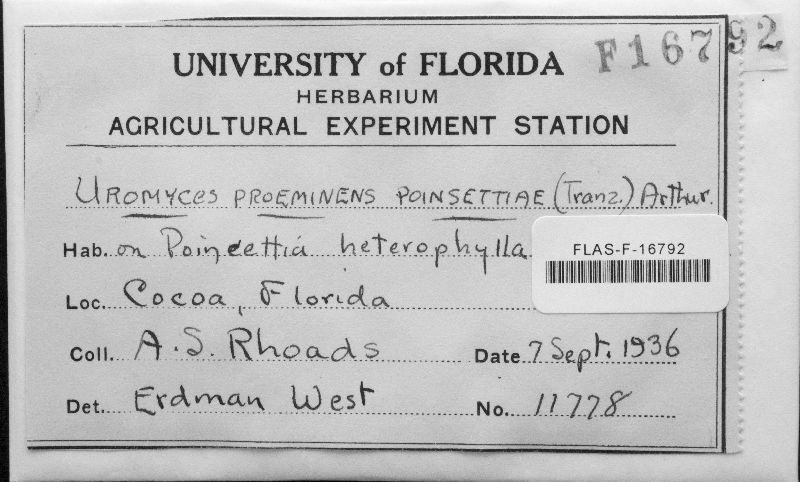 F16792
UNIVERSITY of FLORIDA
HERBARIUM
AGRICULTURAL EXPERIMENT STATION
UROMYCES PROEMINENS POINSETTIAE (Tranz.) Arthur.
Hab. on Poinsettia heterophylla
FLAS-F-16792
Loc. Cocoa, Florida
Coll. A. S. Rhoads Date 7 Sept. 1936
Det. Erdman West No. 11778